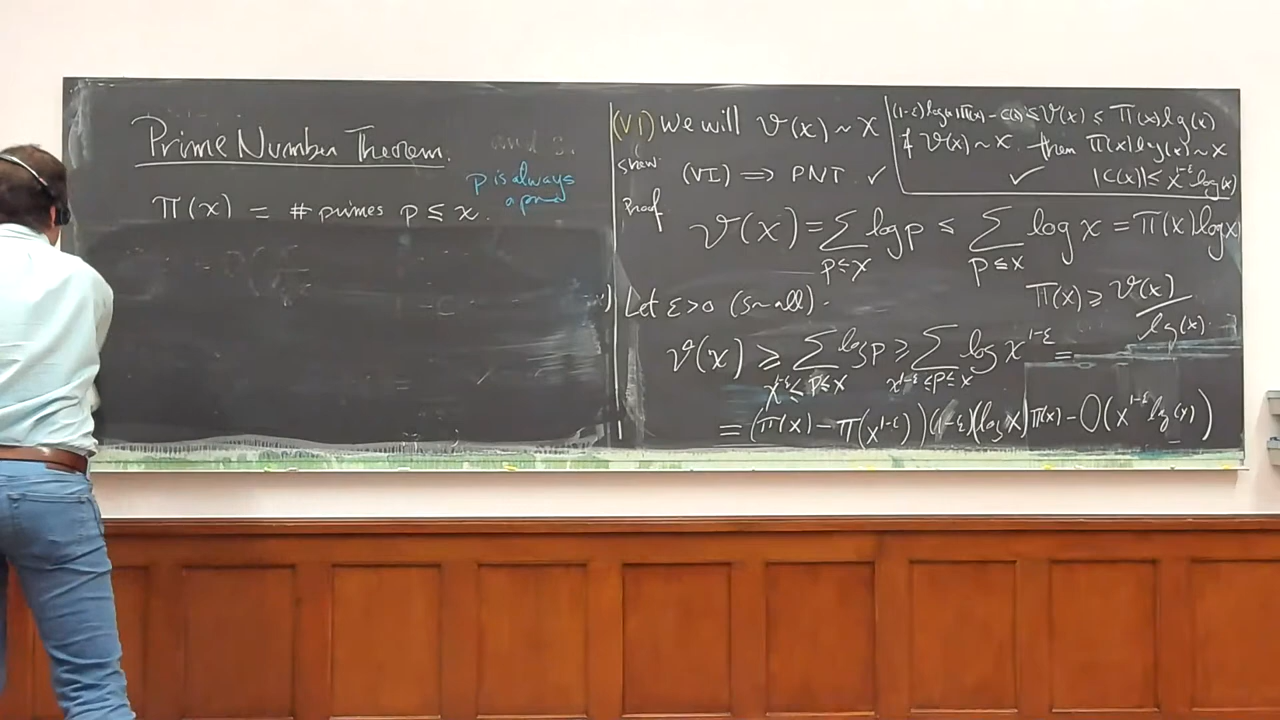 Prime Number Theorem.
π(x) = # primes p ≤ x.
p is always
a prime
(VI) We will ϑ(x) ~ x
show
(VI) ⟹ PNT. ✓
(1-ε) log(x) π(x) - C(x) ≤ ϑ(x) ≤ π(x) log(x)
if ϑ(x) ~ x then π(x) log(x) ~ x
✓ |C(x)| ≤ x^{1-ε} log(x)
Proof
ϑ(x) = ∑_{p≤x} log p ≤ ∑_{p≤x} log x = π(x) log x
π(x) ≥ ϑ(x)/log(x).
Let ε>0 (small).
ϑ(x) ≥ ∑_{x^{1-ε}≤p≤x} log p ≥ ∑_{x^{1-ε}≤p≤x} log x^{1-ε} =
= (π(x) - π(x^{1-ε}))(1-ε)(log x) π(x) - O(x^{1-ε} log(x))